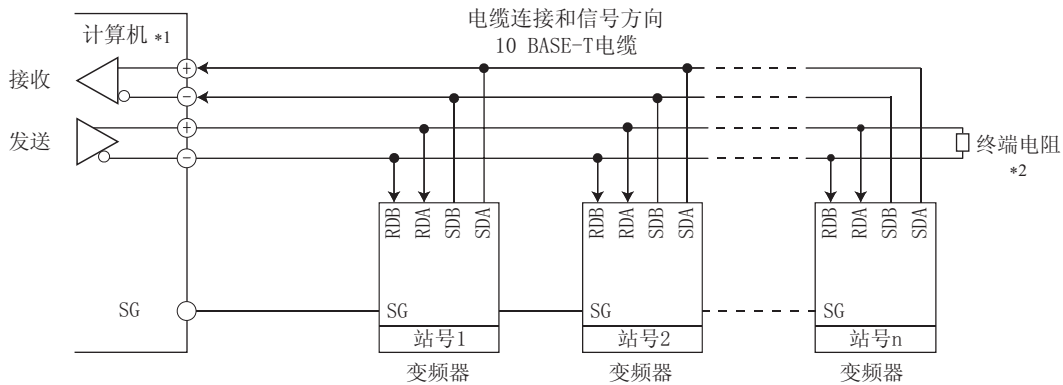 电缆连接和信号方向
10 BASE-T电缆
计算机 *1
接收
+
-
发送
+
-
终端电阻
*2
RDB RDA SDB SDA
RDB RDA SDB SDA
RDB RDA SDB SDA
SG
SG
SG
SG
站号1
站号2
站号n
变频器
变频器
变频器